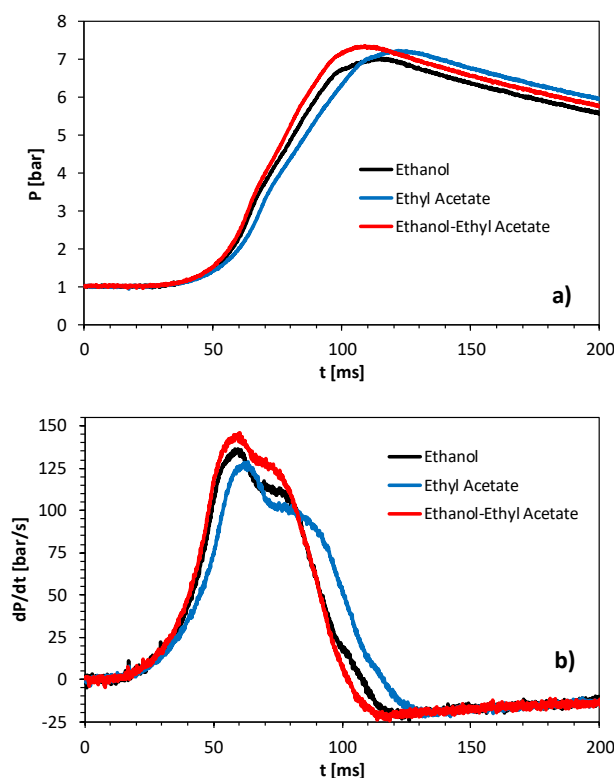 a)
8
7
6
5
4
3
2
1
0
P [bar]
Ethanol
Ethyl Acetate
Ethanol-Ethyl Acetate
a)
0 50 100 150 200
t [ms]
b)
150
125
100
75
50
25
0
-25
dP/dt [bar/s]
Ethanol
Ethyl Acetate
Ethanol-Ethyl Acetate
b)
0 50 100 150 200
t [ms]